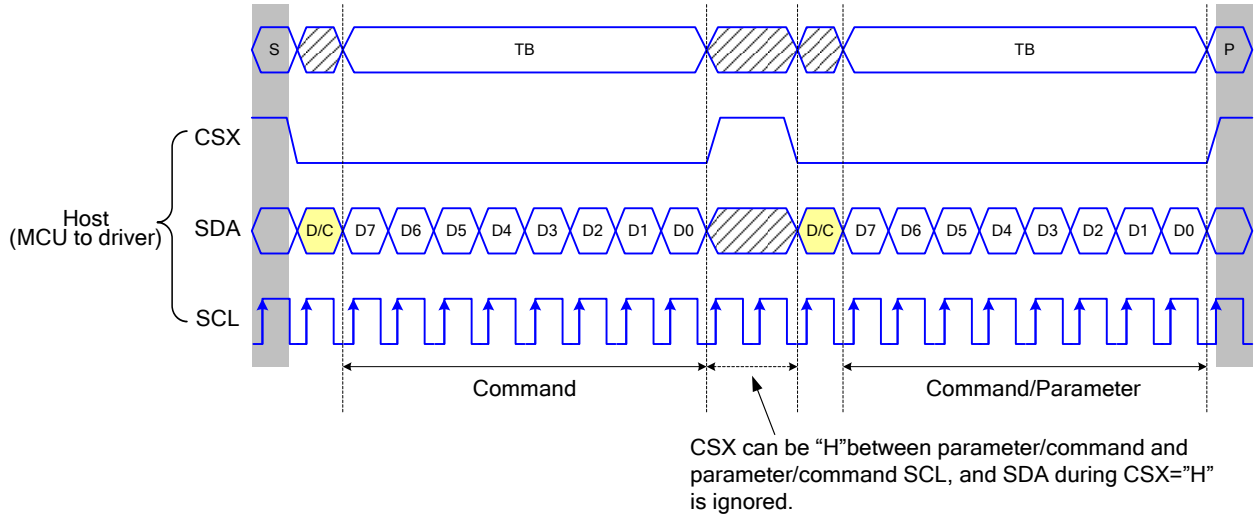 S TB TB P
CSX
Host
(MCU to driver)
SDA D/C D7 D6 D5 D4 D3 D2 D1 D0 D/C D7 D6 D5 D4 D3 D2 D1 D0
SCL
Command Command/Parameter
CSX can be “H”between parameter/command and
parameter/command SCL, and SDA during CSX=”H”
is ignored.